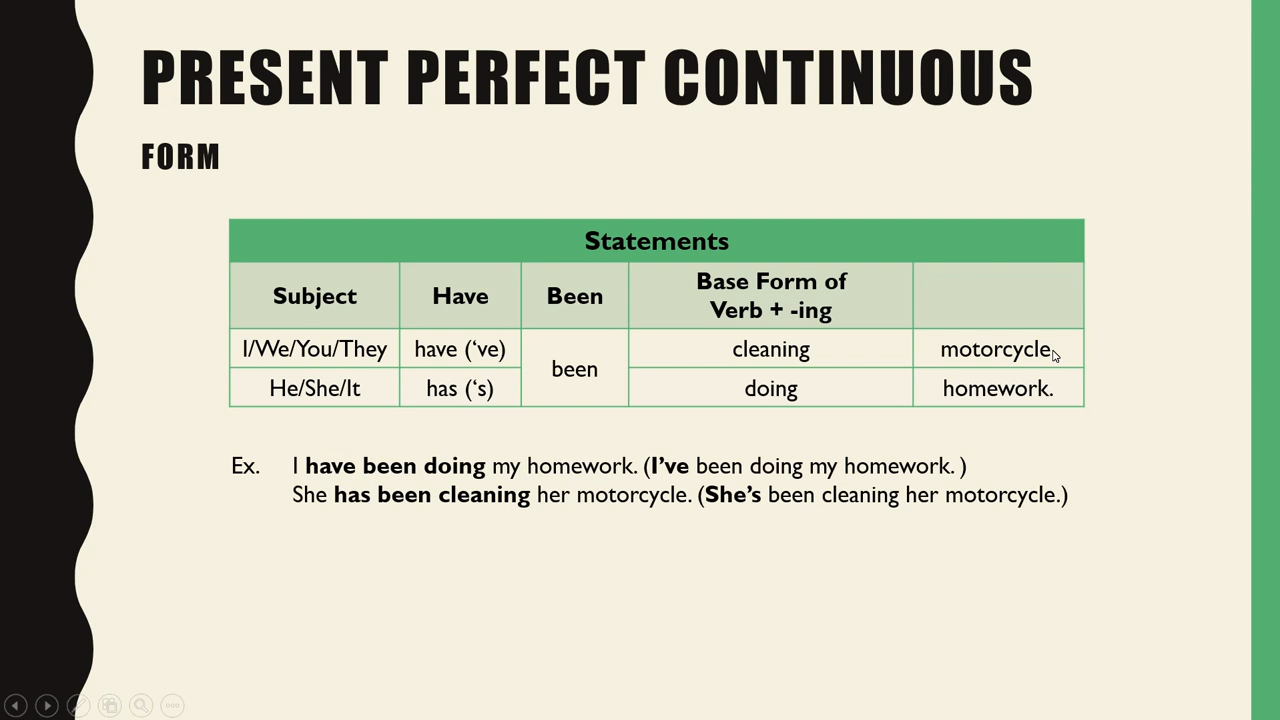 PRESENT PERFECT CONTINUOUS
FORM
Statements
Subject Have Been Base Form of
Verb + -ing
I/We/You/They have (‘ve) been cleaning motorcycle.
He/She/It has (‘s) doing homework.
Ex. I have been doing my homework. (I’ve been doing my homework. )
She has been cleaning her motorcycle. (She’s been cleaning her motorcycle.)